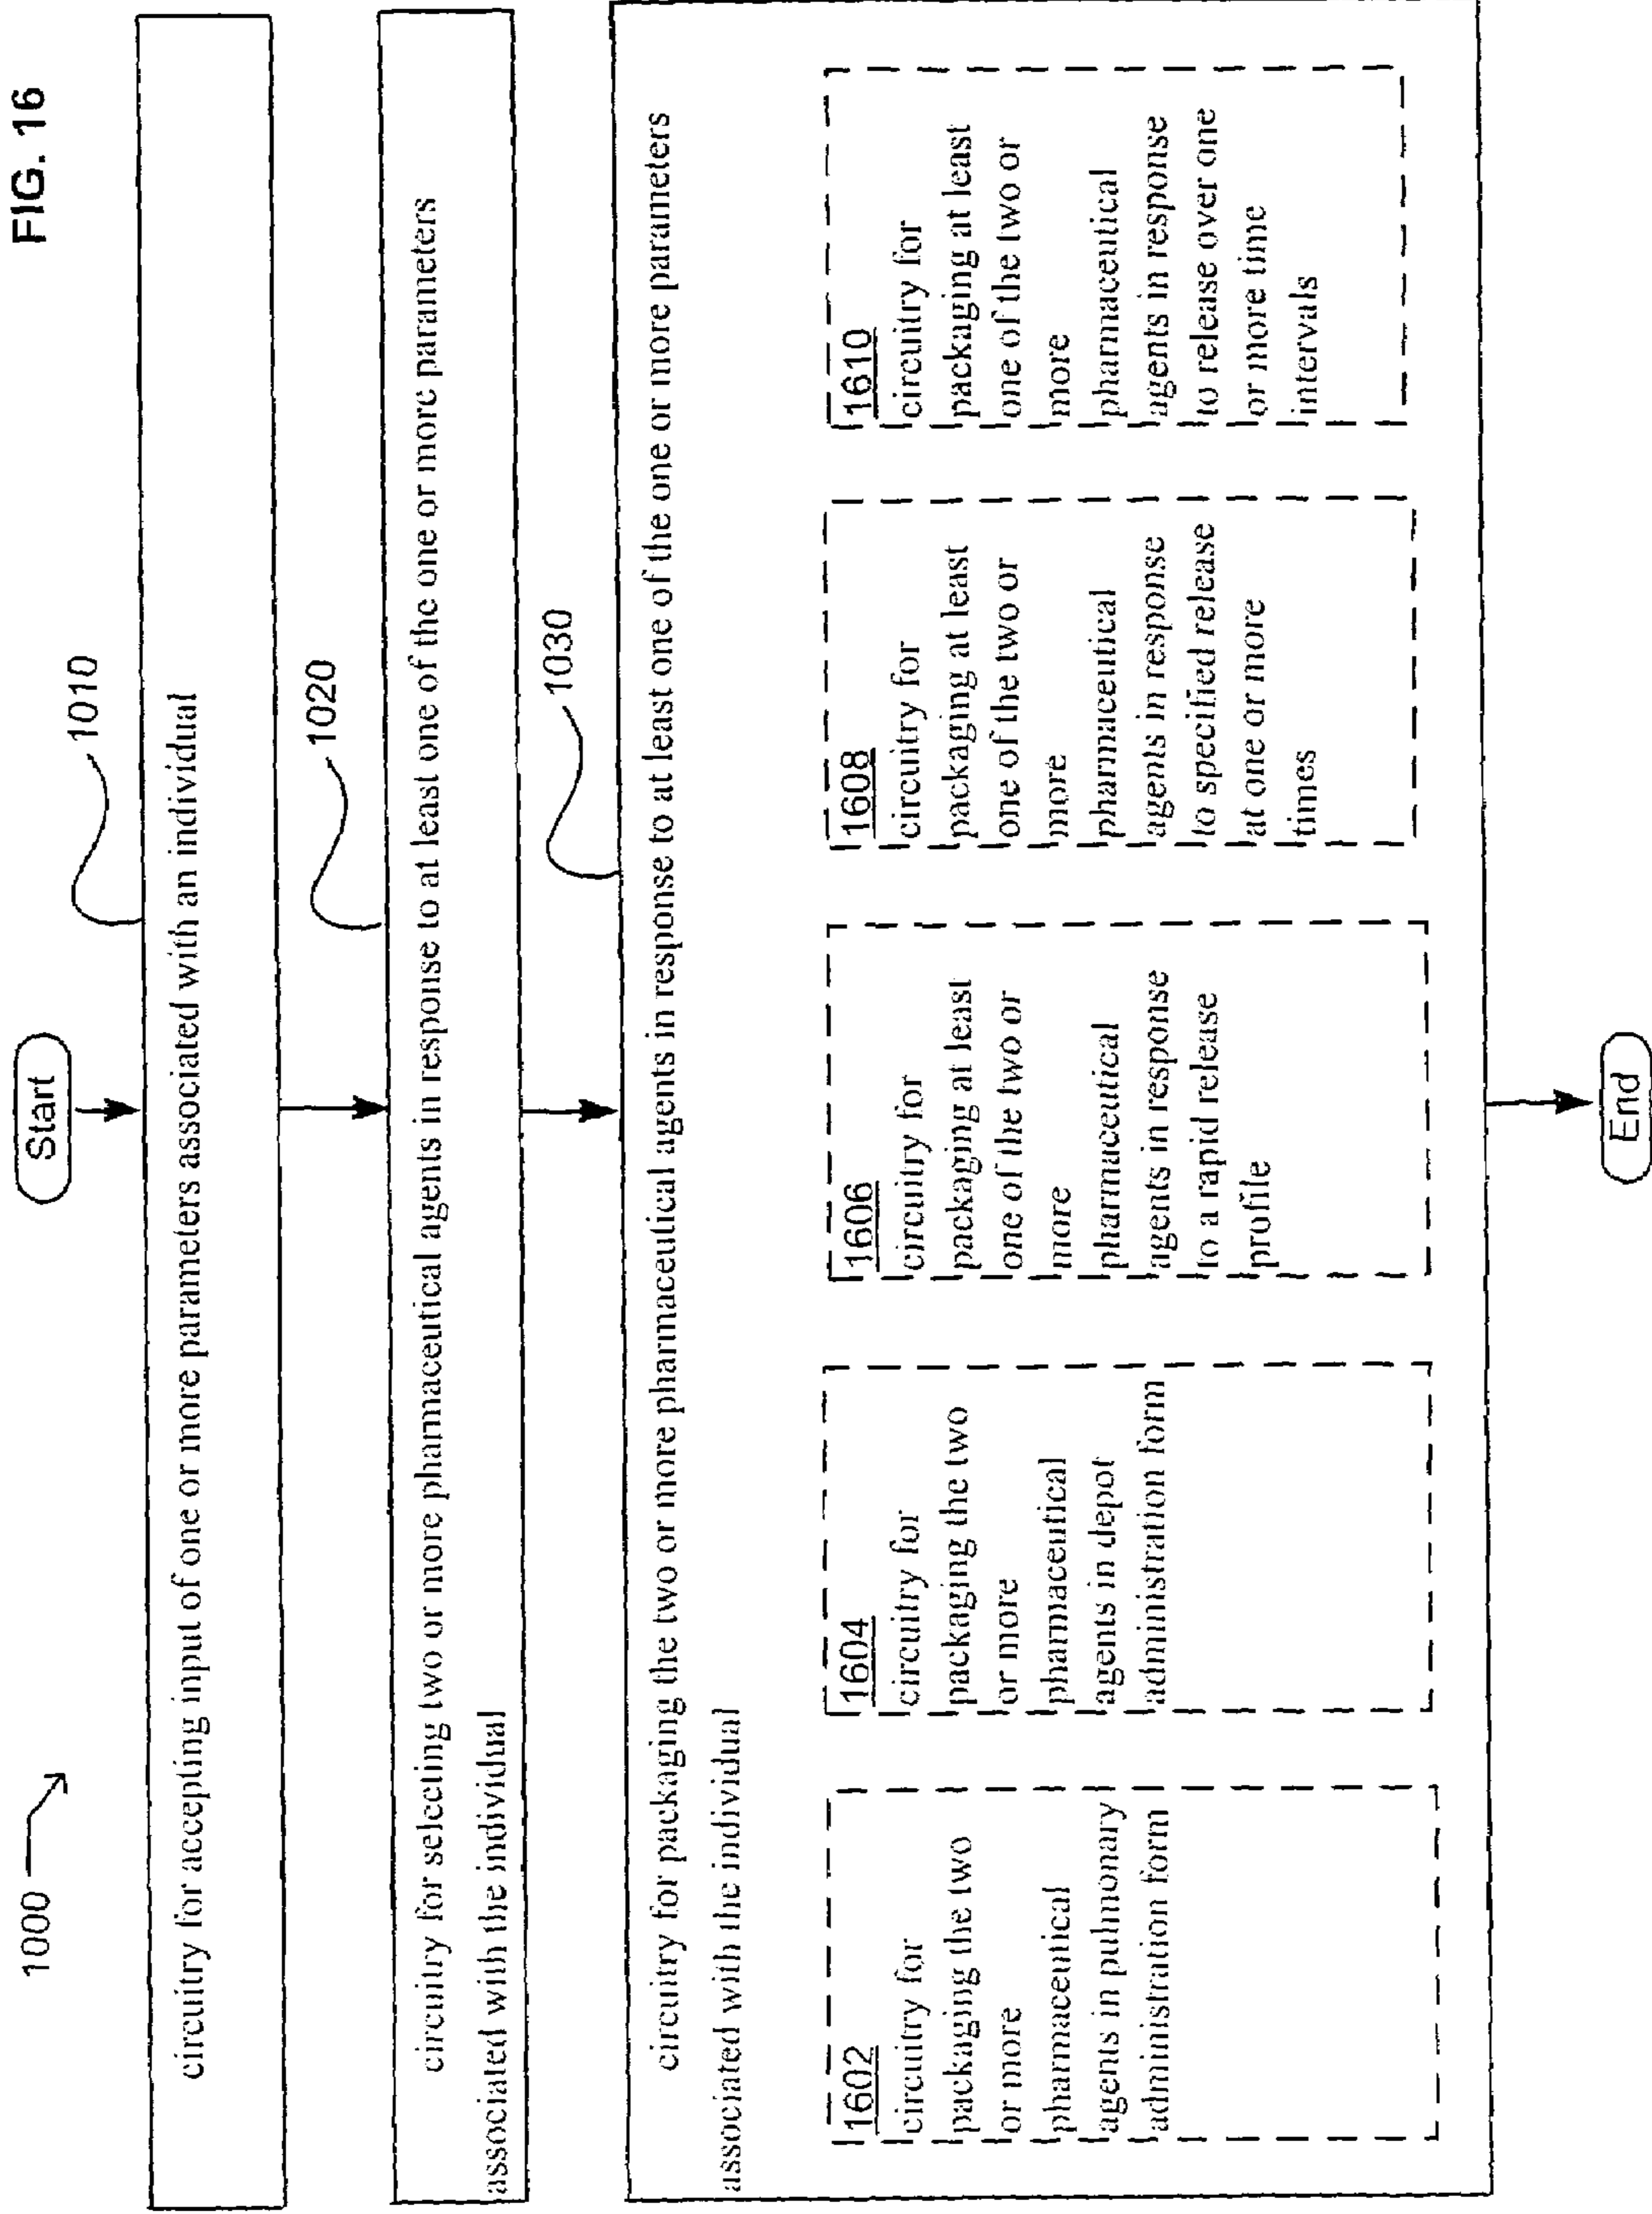 FIG. 16
1000
Start
1010
circuitry for accepting input of one or more parameters associated with an individual
1020
circuitry for selecting two or more pharmaceutical agents in response to at least one of the one or more parameters
associated with the individual
1030
circuitry for packaging the two or more pharmaceutical agents in response to at least one of the one or more parameters
associated with the individual
1602
circuitry for
packaging the two
or more
pharmaceutical
agents in pulmonary
administration form
1604
circuitry for
packaging the two
or more
pharmaceutical
agents in depot
administration form
1606
circuitry for
packaging at least
one of the two or
more
pharmaceutical
agents in response
to a rapid release
profile
1608
circuitry for
packaging at least
one of the two or
more
pharmaceutical
agents in response
to specified release
at one or more
times
1610
circuitry for
packaging at least
one of the two or
more
pharmaceutical
agents in response
to release over one
or more time
intervals
End